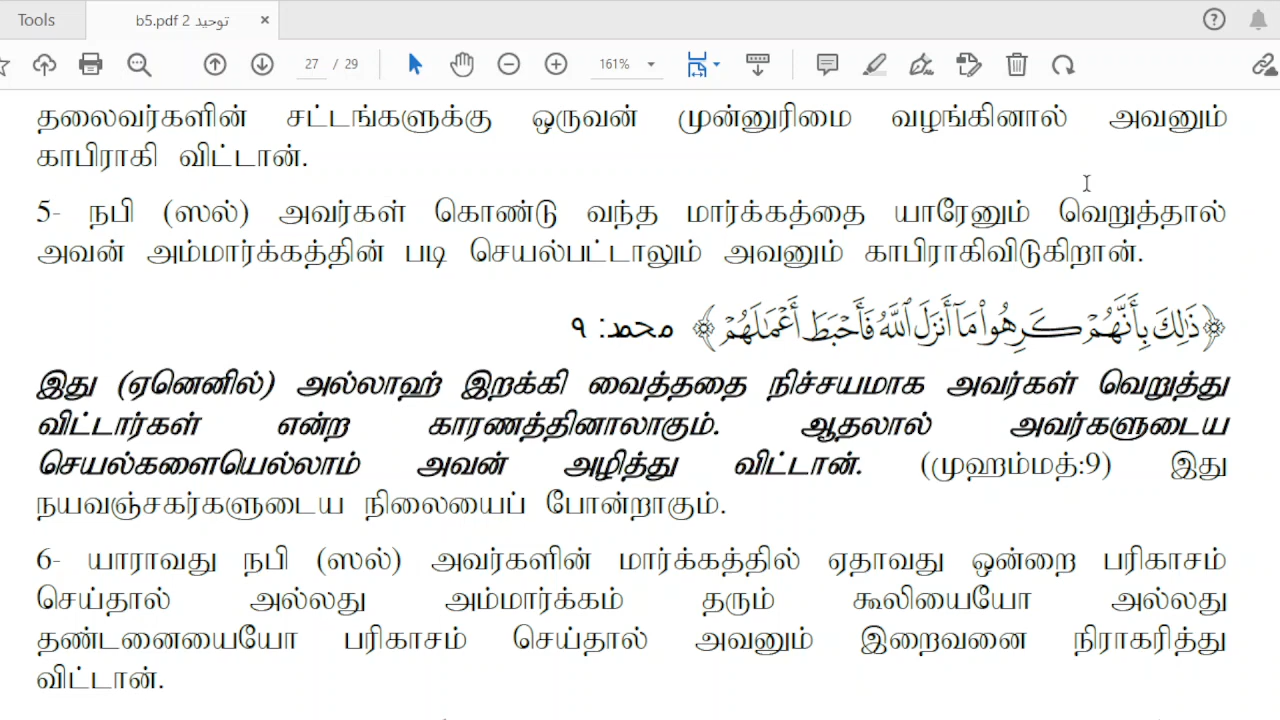 Tools
b5.pdf 2 توحيد ×
27 / 29
161%
தலைவர்களின் சட்டங்களுக்கு ஒருவன் முன்னுரிமை வழங்கினால் அவனும்
காபிராகி விட்டான்.
5- நபி (ஸல்) அவர்கள் கொண்டு வந்த மார்க்கத்தை யாரேனும் வெறுத்தால்
அவன் அம்மார்க்கத்தின் படி செயல்பட்டாலும் அவனும் காபிராகிவிடுகிறான்.
﴿ذَٰلِكَ بِأَنَّهُمۡ كَرِهُواْ مَآ أَنزَلَ ٱللَّهُ فَأَحۡبَطَ أَعۡمَٰلَهُمۡ﴾ محمد: ٩
இது (ஏனெனில்) அல்லாஹ் இறக்கி வைத்ததை நிச்சயமாக அவர்கள் வெறுத்து
விட்டார்கள் என்ற காரணத்தினாலாகும். ஆதலால் அவர்களுடைய
செயல்களையெல்லாம் அவன் அழித்து விட்டான். (முஹம்மத்:9) இது
நயவஞ்சகர்களுடைய நிலையைப் போன்றாகும்.
6- யாராவது நபி (ஸல்) அவர்களின் மார்க்கத்தில் ஏதாவது ஒன்றை பரிகாசம்
செய்தால் அல்லது அம்மார்க்கம் தரும் கூலியையோ அல்லது
தண்டனையையோ பரிகாசம் செய்தால் அவனும் இறைவனை நிராகரித்து
விட்டான்.